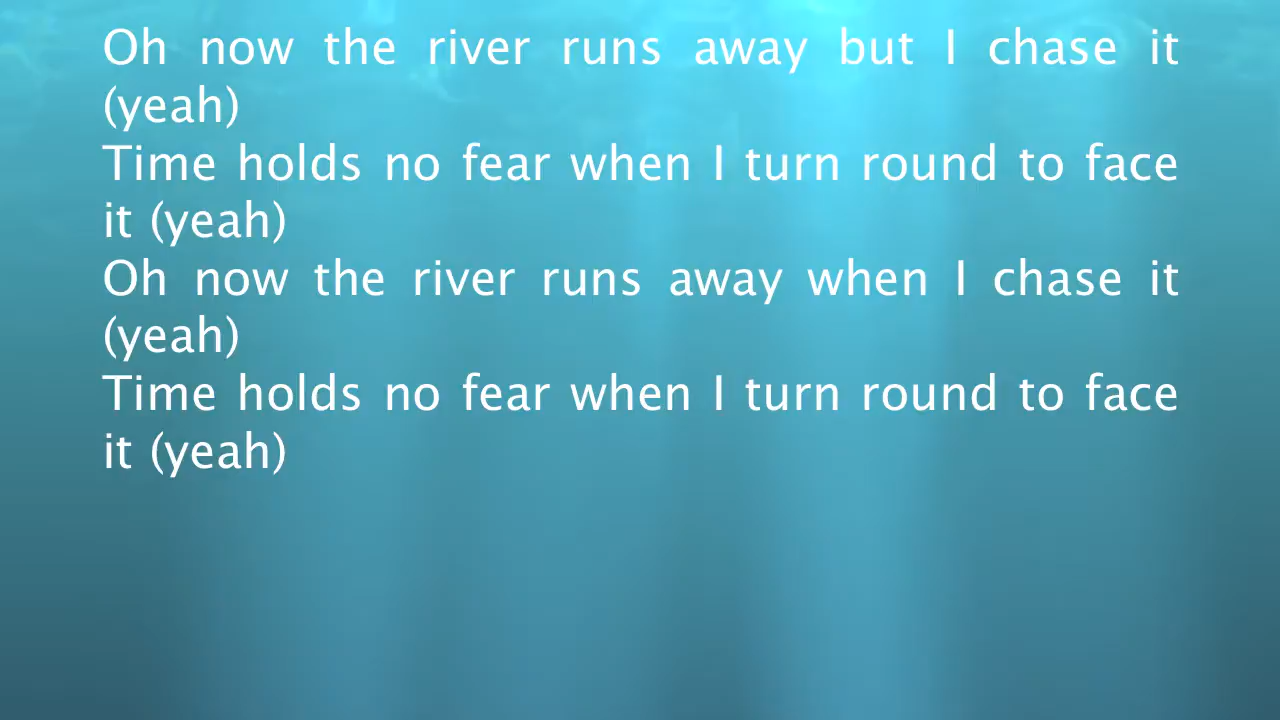 Oh now the river runs away but I chase it
(yeah)
Time holds no fear when I turn round to face
it (yeah)
Oh now the river runs away when I chase it
(yeah)
Time holds no fear when I turn round to face
it (yeah)